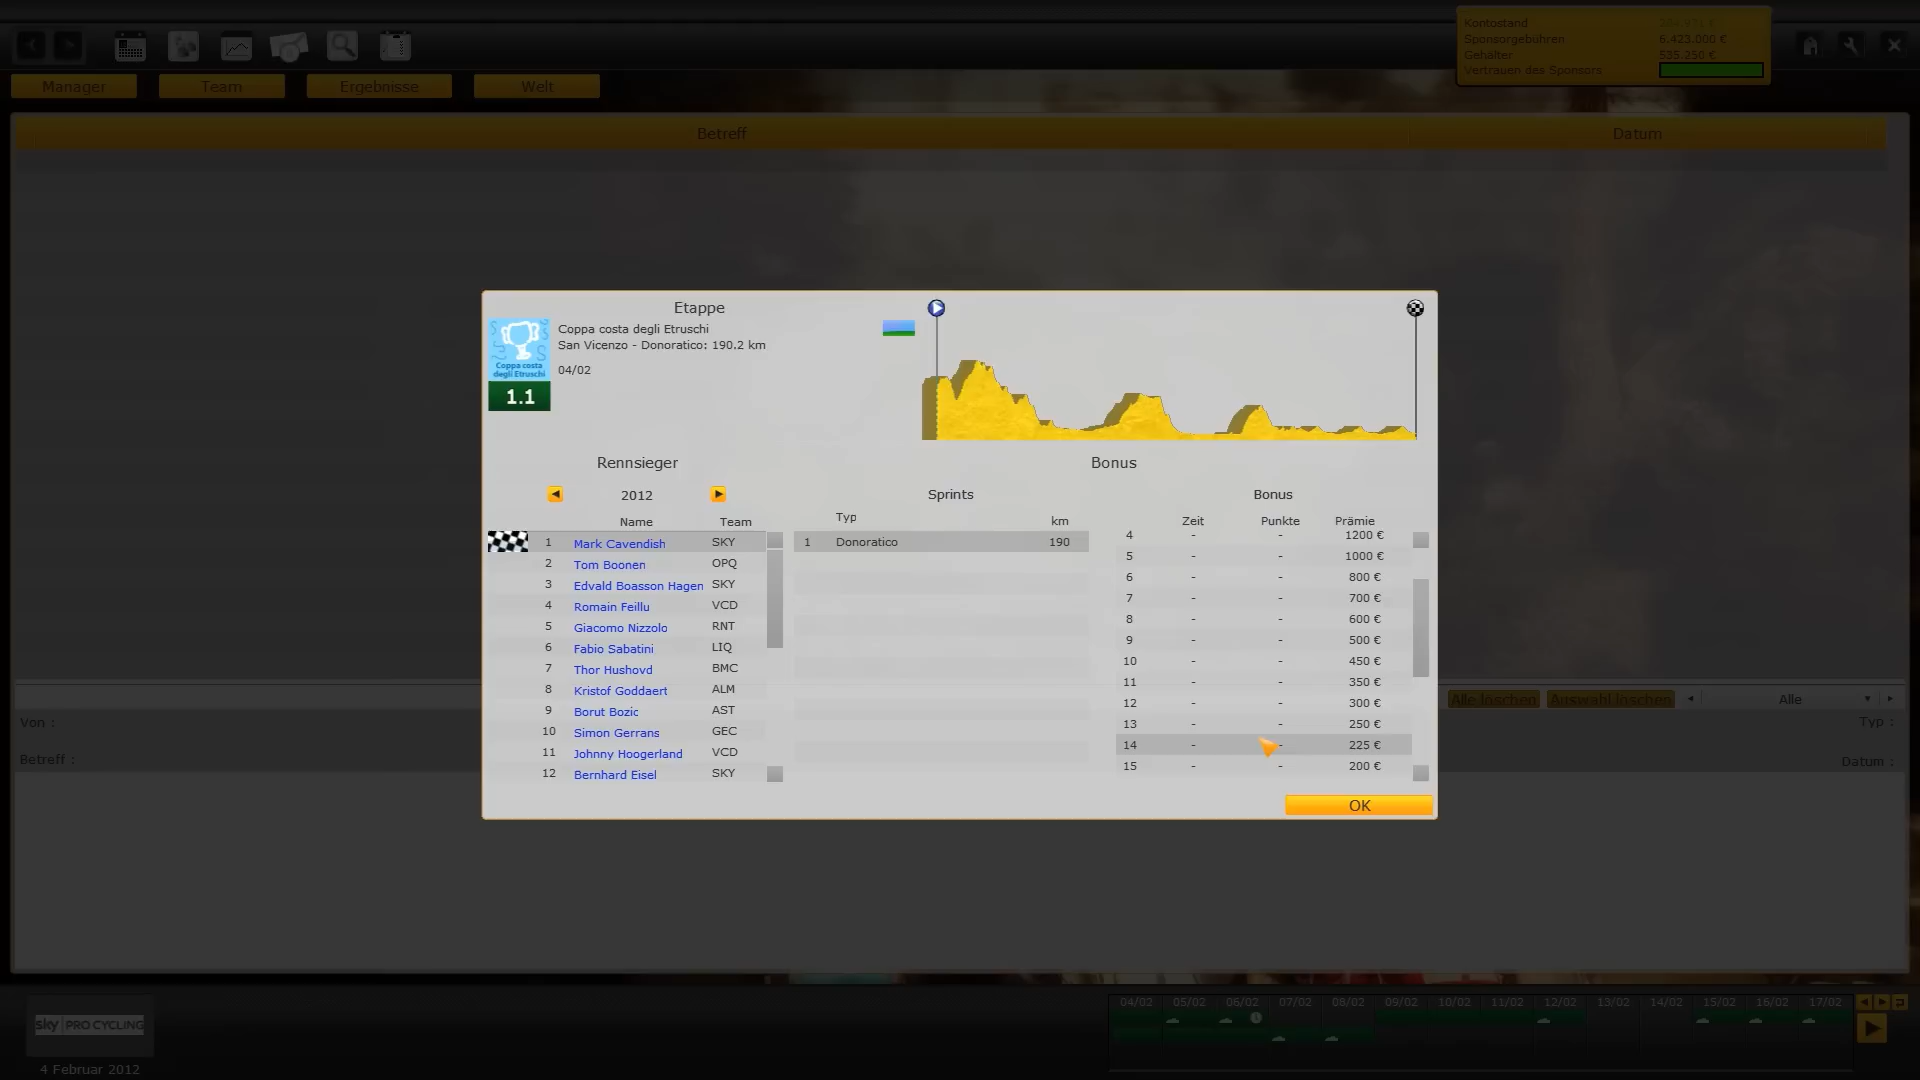 Kontostand
Sponsorgebühren 6.423.000 €
Gehälter 535.250 €
Vertrauen des Sponsors
Manager Team Ergebnisse Welt
Betreff Datum
Etappe
Coppa costa degli Etruschi
San Vicenzo - Donoratico: 190.2 km
Coppa costa
degli Etruschi
04/02
1.1
Rennsieger Bonus
2012 Sprints Bonus
Name Team Typ km Zeit Punkte Prämie
1 Mark Cavendish SKY
2 Tom Boonen OPQ
3 Edvald Boasson Hagen SKY
4 Romain Feillu VCD
5 Giacomo Nizzolo RNT
6 Fabio Sabatini LIQ
7 Thor Hushovd BMC
8 Kristof Goddaert ALM
9 Borut Bozic AST
10 Simon Gerrans GEC
11 Johnny Hoogerland VCD
12 Bernhard Eisel SKY
1 Donoratico 190
4 - - 1200 €
5 - - 1000 €
6 - - 800 €
7 - - 700 €
8 - - 600 €
9 - - 500 €
10 - - 450 €
11 - - 350 €
12 - - 300 €
13 - - 250 €
14 - - 225 €
15 - - 200 €
OK
Alle löschen Auswahl löschen Alle
Von : Typ :
Betreff : Datum :
04/02 05/02 06/02 07/02 08/02 09/02 10/02 11/02 12/02 13/02 14/02 15/02 16/02 17/02
sky PRO CYCLING
4 Februar 2012